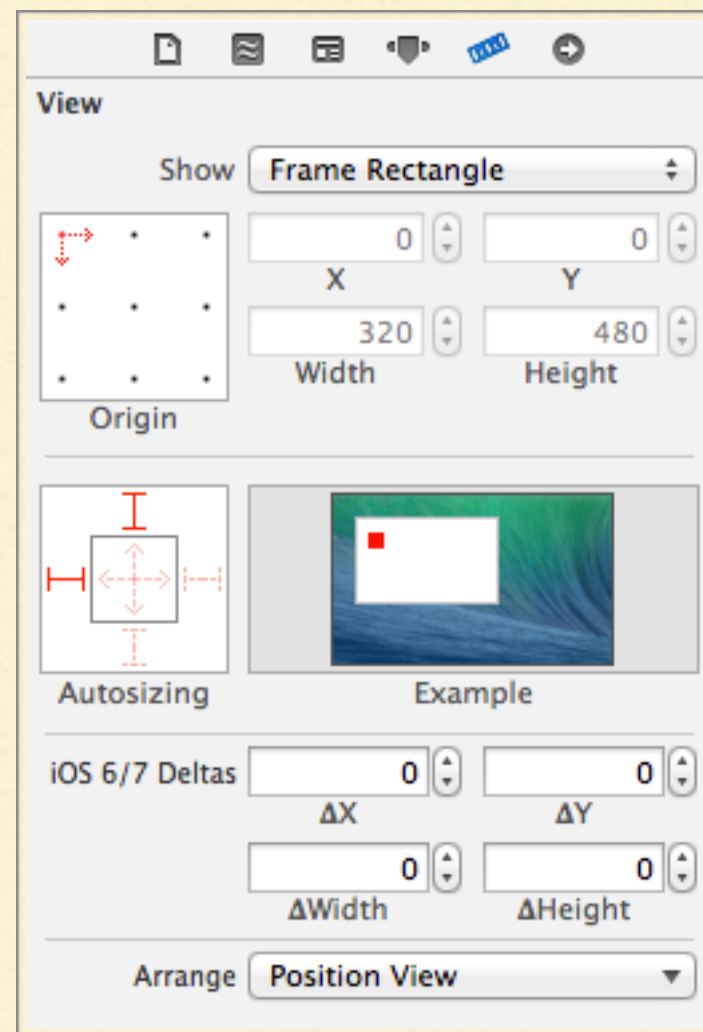 View
Show Frame Rectangle
0 0
X Y
320 480
Width Height
Origin
Autosizing Example
iOS 6/7 Deltas 0 0
ΔX ΔY
0 0
ΔWidth ΔHeight
Arrange Position View